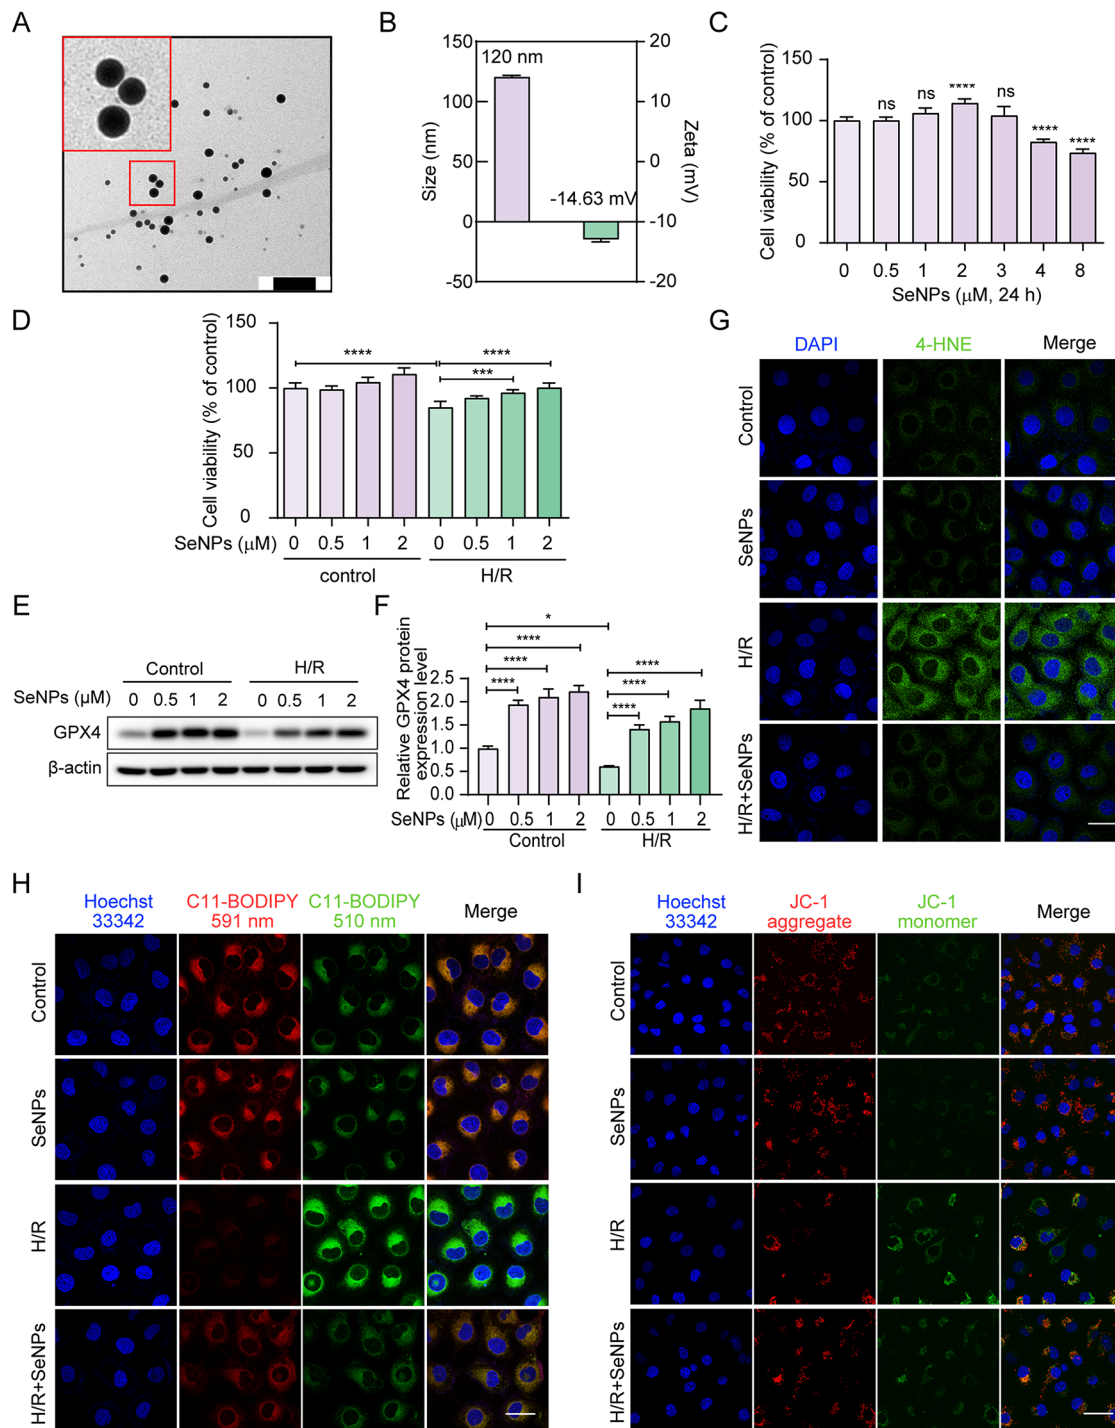 A
B
150
100
50
0
-50
Size (nm)
120 nm
-14.63 mV
20
10
0
-10
-20
Zeta (mV)
C
Cell viability (% of control)
150
100
50
0
ns
ns
****
ns
****
****
0 0.5 1 2 3 4 8
SeNPs (μM, 24 h)
D
Cell viability (% of control)
150
100
50
0
****
****
***
SeNPs (μM) 0 0.5 1 2 0 0.5 1 2
control H/R
E
Control H/R
SeNPs (μM) 0 0.5 1 2 0 0.5 1 2
GPX4
β-actin
F
Relative GPX4 protein
expression level
2.5
2.0
1.5
1.0
0.5
0.0
*
****
****
****
****
****
****
SeNPs (μM) 0 0.5 1 2 0 0.5 1 2
Control H/R
G
DAPI 4-HNE Merge
Control
SeNPs
H/R
H/R+SeNPs
H
Hoechst
33342
C11-BODIPY
591 nm
C11-BODIPY
510 nm
Merge
Control
SeNPs
H/R
H/R+SeNPs
I
Hoechst
33342
JC-1
aggregate
JC-1
monomer
Merge
Control
SeNPs
H/R
H/R+SeNPs